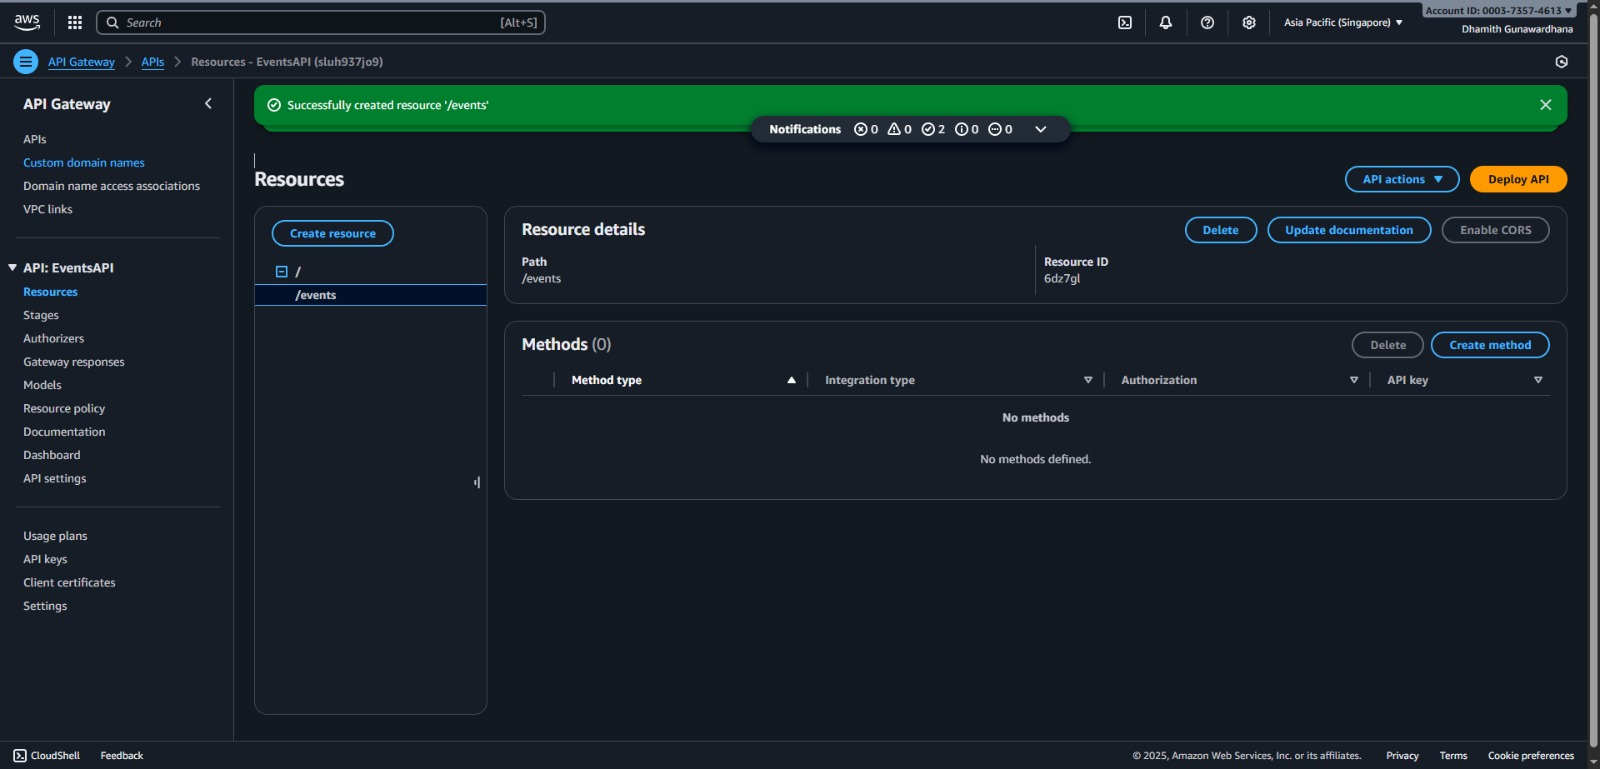 aws
Search
[Alt+S]
Asia Pacific (Singapore)
Account ID: 0003-7357-4613
Dhamith Gunawardhana
API Gateway
APIs
Resources - EventsAPI (sluh937jo9)
API Gateway
APIs
Custom domain names
Domain name access associations
VPC links
API: EventsAPI
Resources
Stages
Authorizers
Gateway responses
Models
Resource policy
Documentation
Dashboard
API settings
Usage plans
API keys
Client certificates
Settings
Successfully created resource '/events'
Notifications 0 0 2 0 0
Resources
API actions
Deploy API
Create resource
/
/events
Resource details
Delete
Update documentation
Enable CORS
Path
/events
Resource ID
6dz7gl
Methods (0)
Delete
Create method
Method type
Integration type
Authorization
API key
No methods
No methods defined.
CloudShell
Feedback
© 2025, Amazon Web Services, Inc. or its affiliates.
Privacy
Terms
Cookie preferences